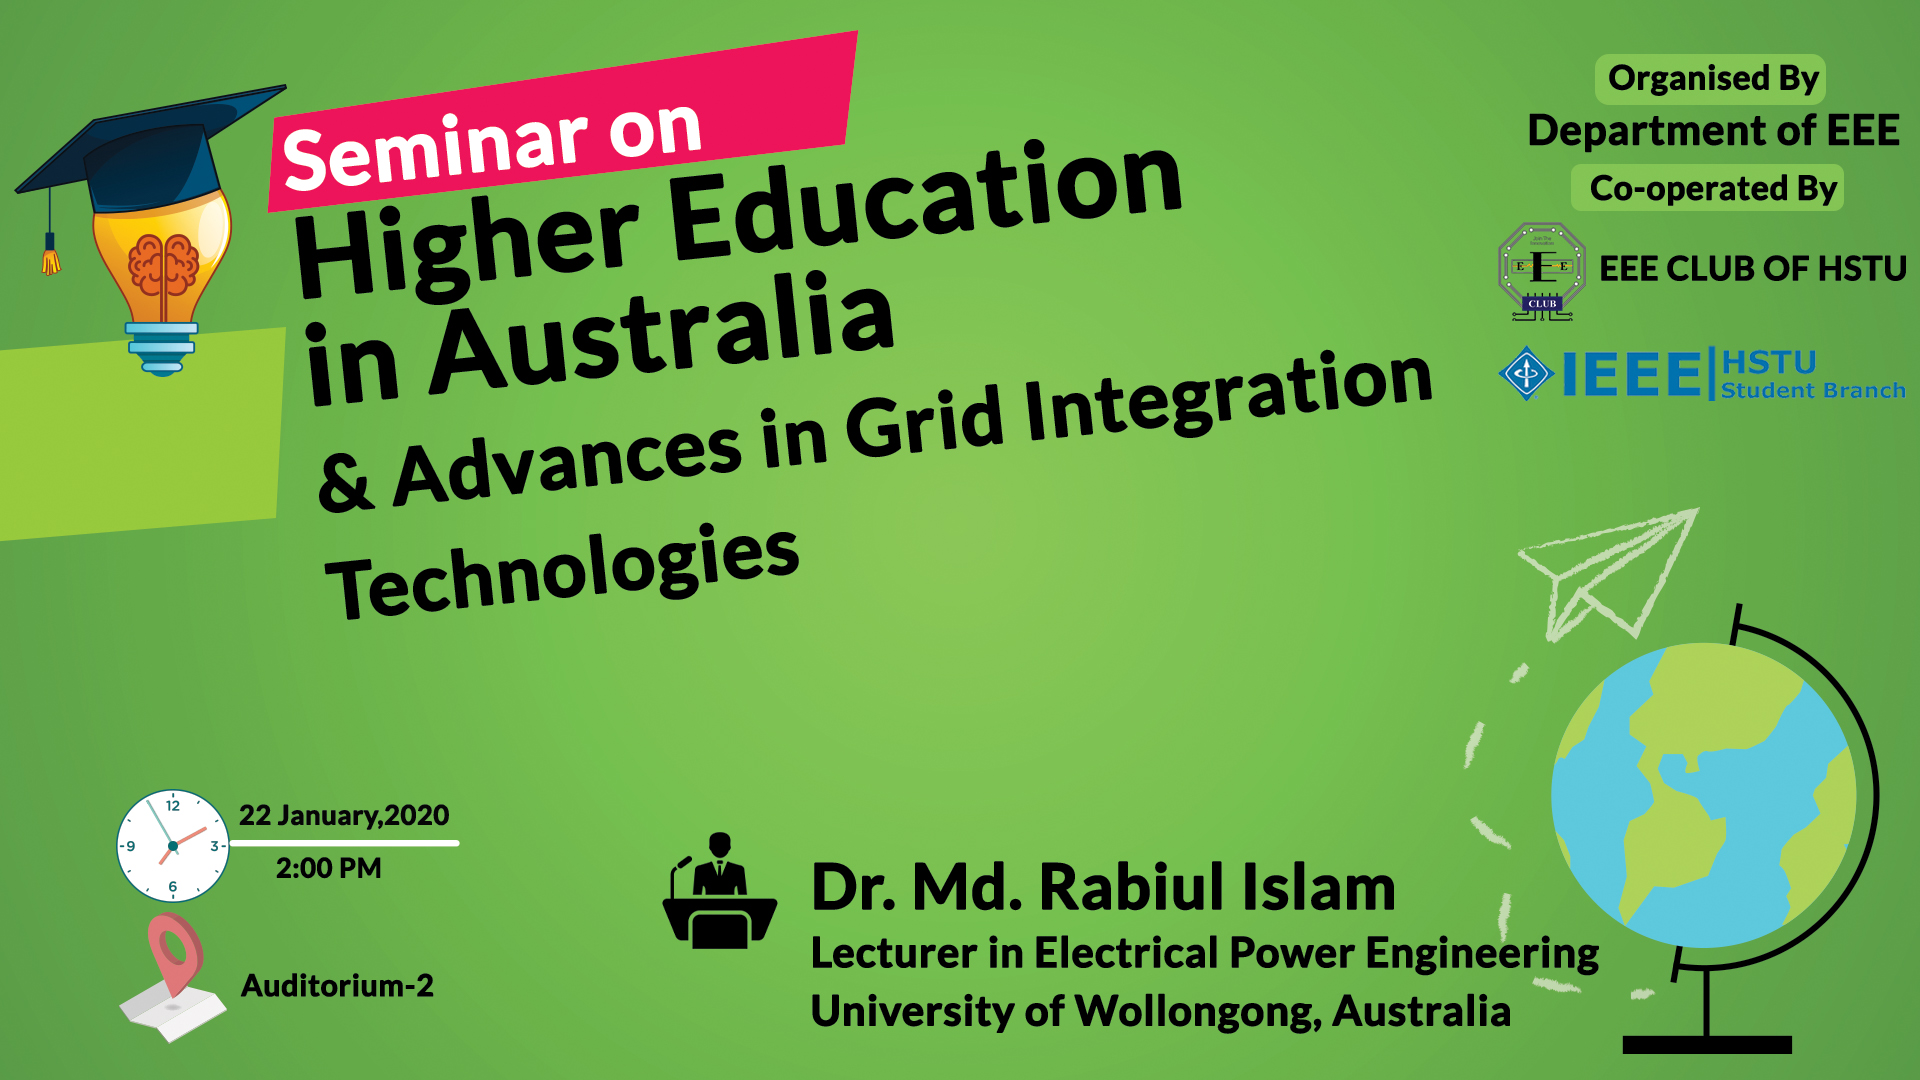 Seminar on
Higher Education
in Australia
& Advances in Grid Integration
Technologies
Organised By
Department of EEE
Co-operated By
E E E
CLUB
EEE CLUB OF HSTU
IEEE HSTU
Student Branch
12
9 3
6
22 January,2020
2:00 PM
Auditorium-2
Dr. Md. Rabiul Islam
Lecturer in Electrical Power Engineering
University of Wollongong, Australia